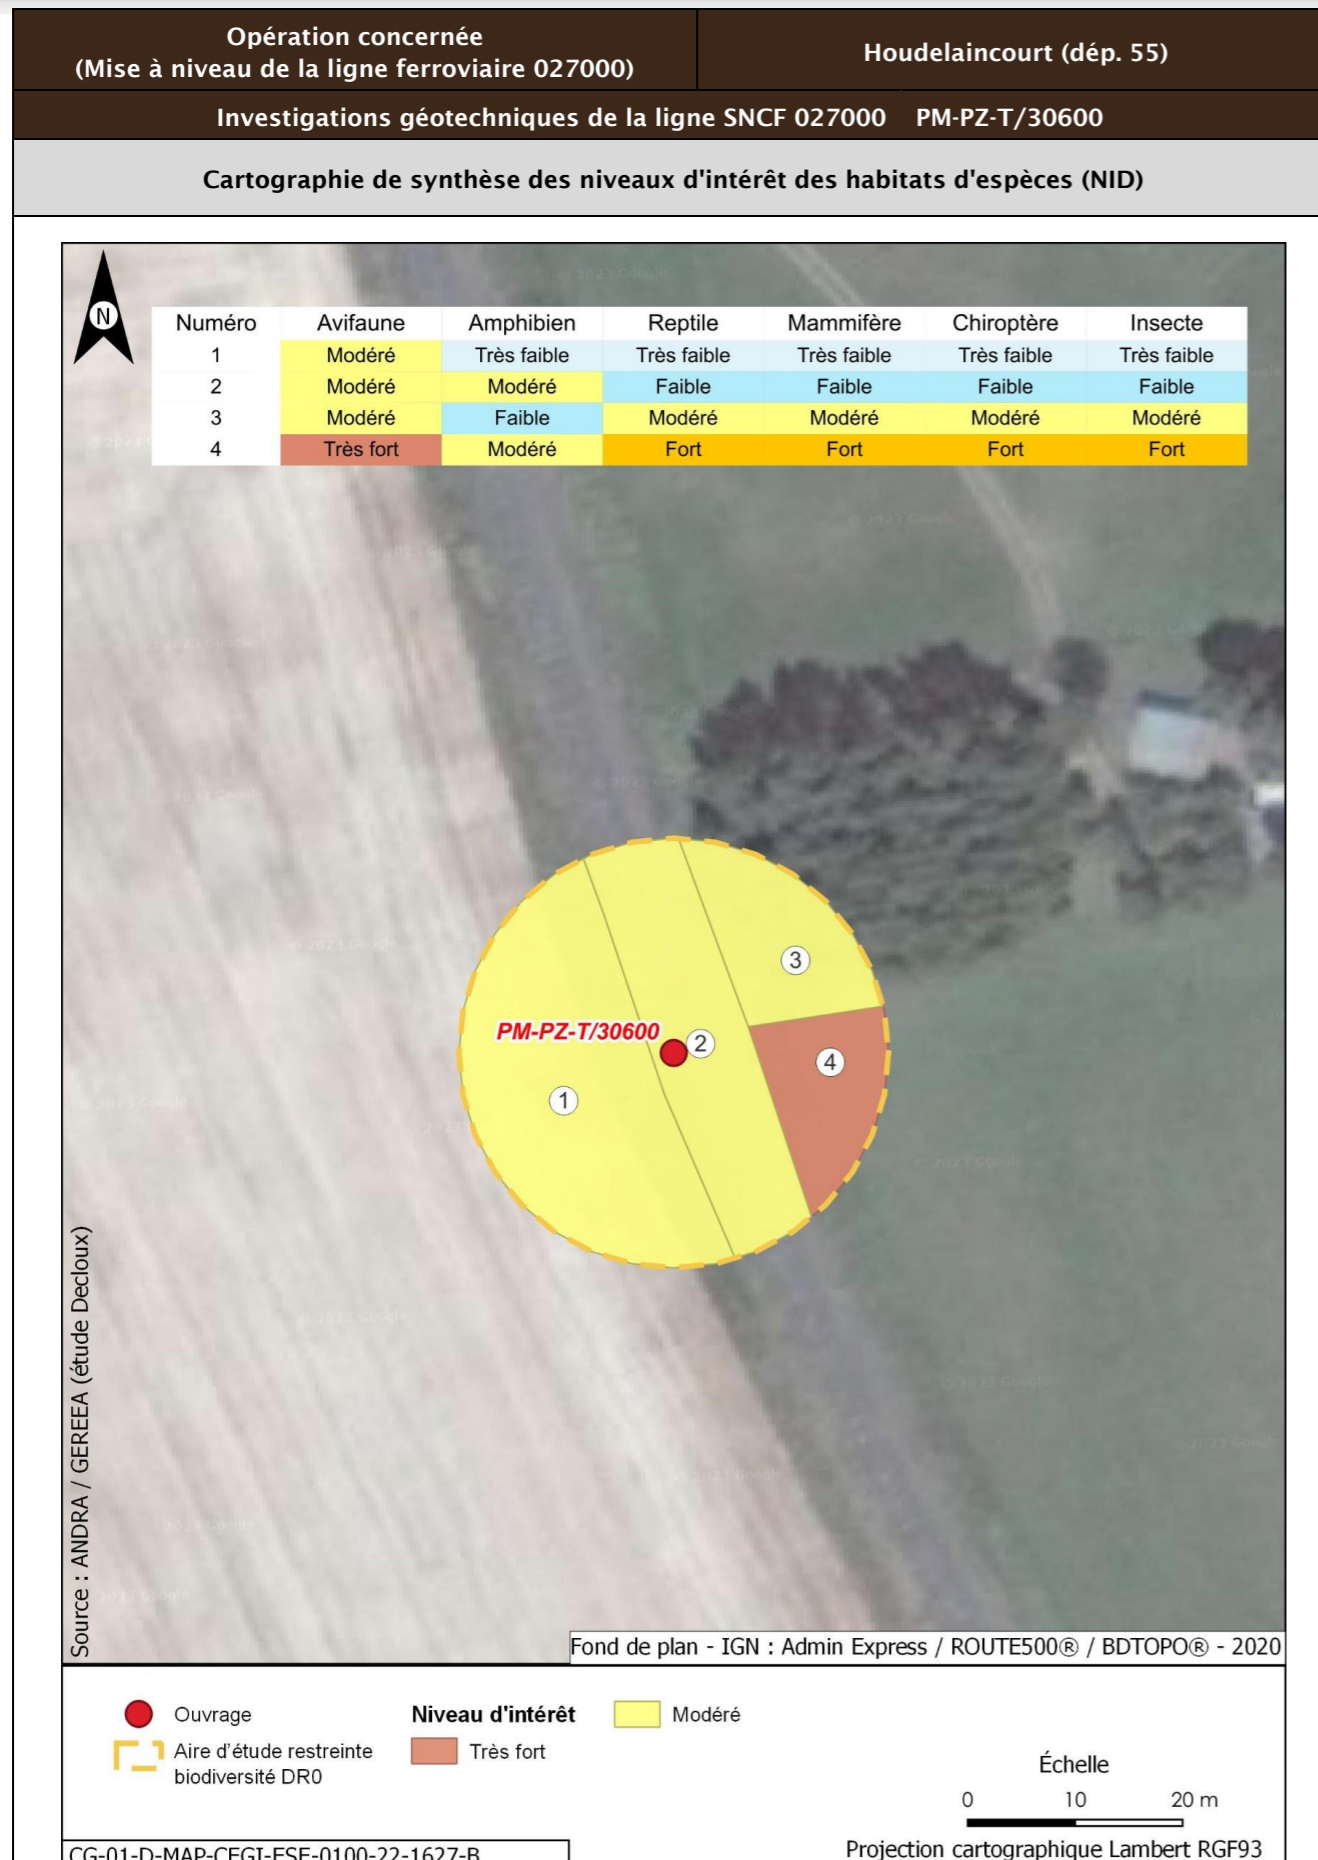 Opération concernée
(Mise à niveau de la ligne ferroviaire 027000)
Houdelaincourt (dép. 55)
Investigations géotechniques de la ligne SNCF 027000 PM-PZ-T/30600
Cartographie de synthèse des niveaux d'intérêt des habitats d'espèces (NID)
N
Numéro Avifaune Amphibien Reptile Mammifère Chiroptère Insecte
1 Modéré Très faible Très faible Très faible Très faible Très faible
2 Modéré Modéré Faible Faible Faible Faible
3 Modéré Faible Modéré Modéré Modéré Modéré
4 Très fort Modéré Fort Fort Fort Fort
© 2023 Google
3
PM-PZ-T/30600
2
4
1
Source : ANDRA / GEREEA (étude Decloux)
Fond de plan - IGN : Admin Express / ROUTE500® / BDTOPO® - 2020
Ouvrage
Aire d'étude restreinte
biodiversité DR0
Niveau d'intérêt
Très fort
Modéré
Échelle
0 10 20 m
Projection cartographique Lambert RGF93
CG-01-D-MAP-CEGI-ESE-0100-22-1627-B